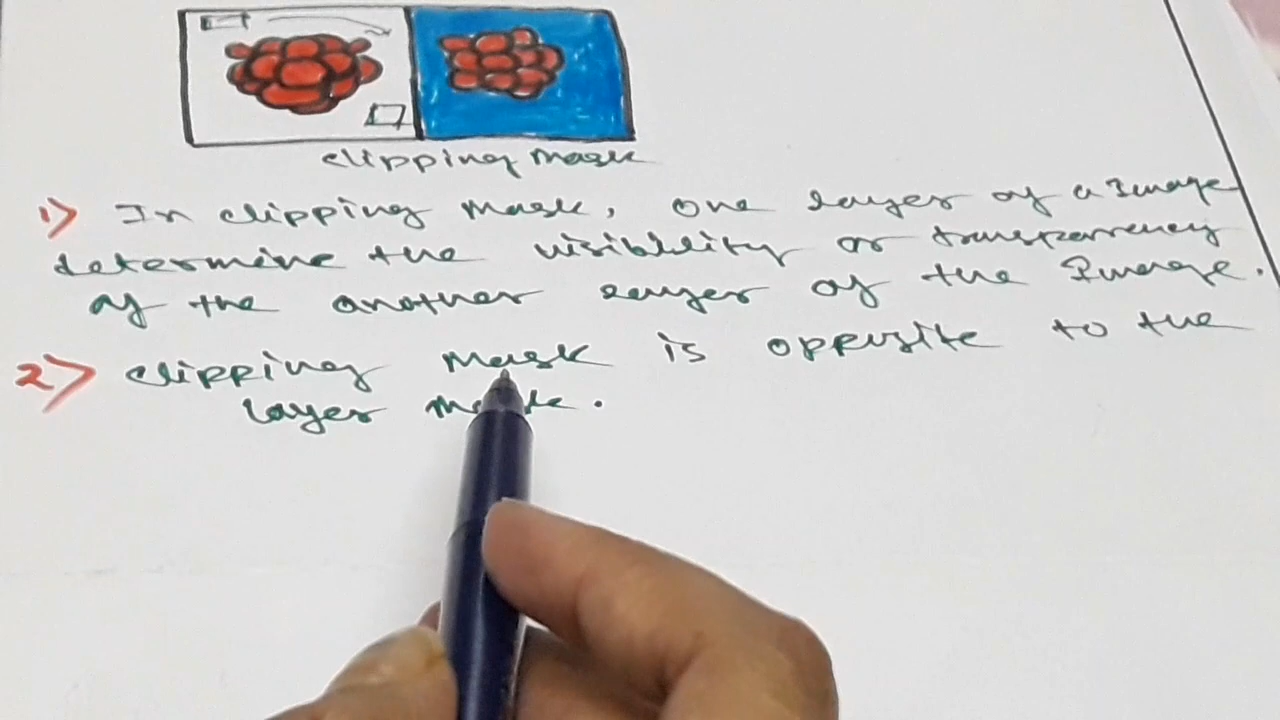 clipping mask
1) In clipping mask, one layer of a Image
determine the visibility or transparency
of the another layer of the Image.
2) clipping mask is opposite to the
layer mask.